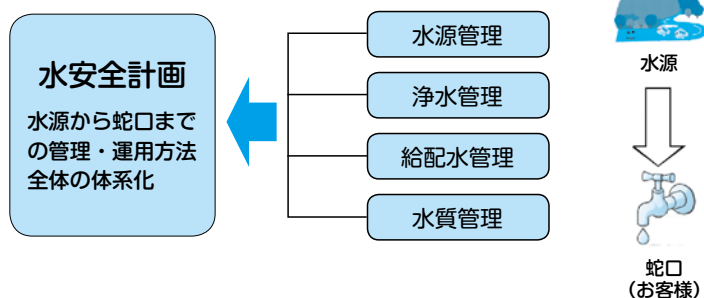 水安全計画
水源から蛇口まで
の管理・運用方法
全体の体系化
水源管理
浄水管理
給配水管理
水質管理
水源
蛇口
(お客様)